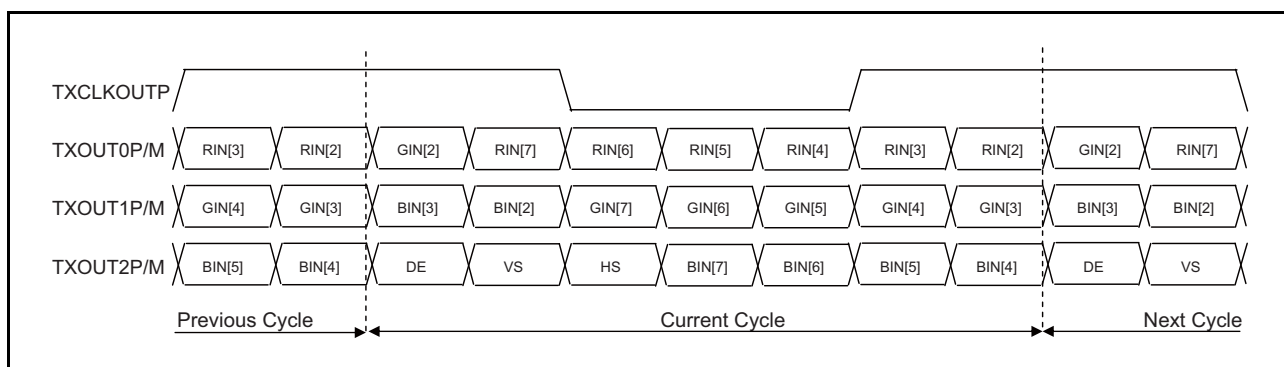 TXCLKOUTP
TXOUT0P/M RIN[3] RIN[2] GIN[2] RIN[7] RIN[6] RIN[5] RIN[4] RIN[3] RIN[2] GIN[2] RIN[7]
TXOUT1P/M GIN[4] GIN[3] BIN[3] BIN[2] GIN[7] GIN[6] GIN[5] GIN[4] GIN[3] BIN[3] BIN[2]
TXOUT2P/M BIN[5] BIN[4] DE VS HS BIN[7] BIN[6] BIN[5] BIN[4] DE VS
Previous Cycle Current Cycle Next Cycle